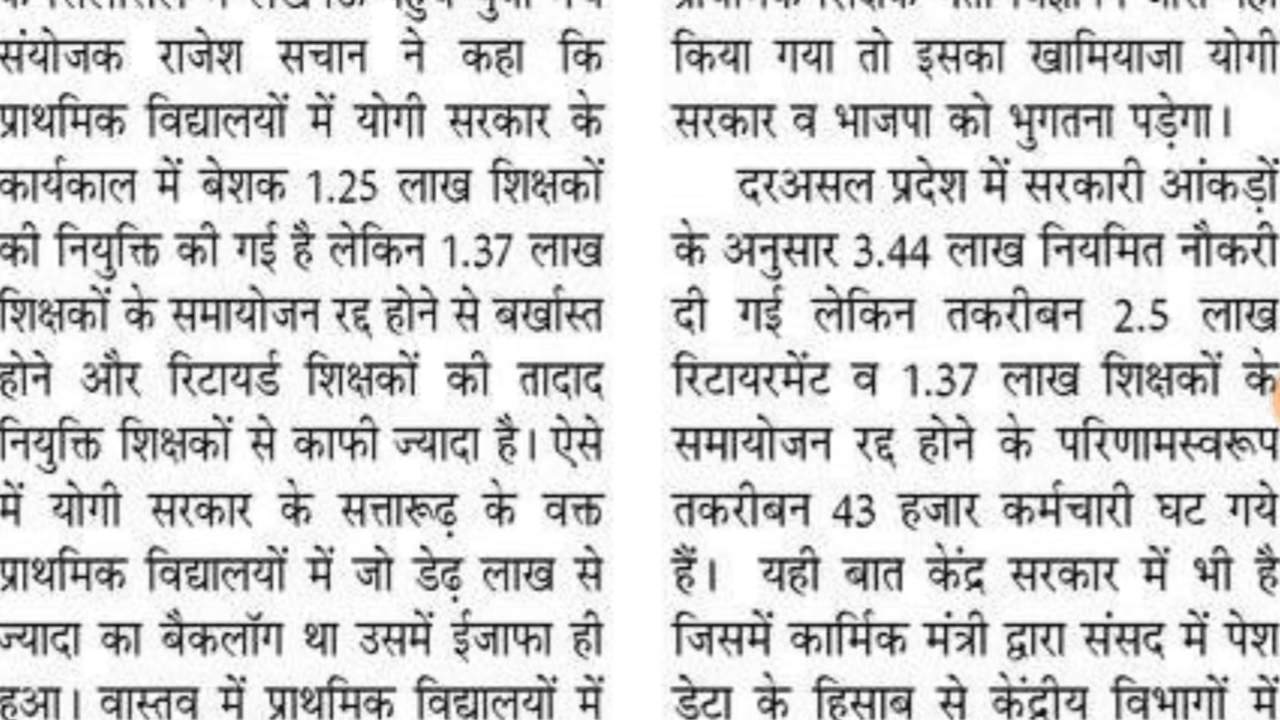 संयोजक राजेश सचान ने कहा कि
प्राथमिक विद्यालयों में योगी सरकार के
कार्यकाल में बेशक 1.25 लाख शिक्षकों
की नियुक्ति की गई है लेकिन 1.37 लाख
शिक्षकों के समायोजन रद्द होने से बर्खास्त
होने और रिटायर्ड शिक्षकों की तादाद
नियुक्ति शिक्षकों से काफी ज्यादा है। ऐसे
में योगी सरकार के सत्तारूढ़ के वक्त
प्राथमिक विद्यालयों में जो डेढ़ लाख से
ज्यादा का बैकलॉग था उसमें ईजाफा ही
हुआ। वास्तव में प्राथमिक विद्यालयों में
किया गया तो इसका खामियाजा योगी
सरकार व भाजपा को भुगतना पड़ेगा।
दरअसल प्रदेश में सरकारी आंकड़ों
के अनुसार 3.44 लाख नियमित नौकरी
दी गई लेकिन तकरीबन 2.5 लाख
रिटायरमेंट व 1.37 लाख शिक्षकों के
समायोजन रद्द होने के परिणामस्वरूप
तकरीबन 43 हजार कर्मचारी घट गये
हैं। यही बात केंद्र सरकार में भी है
जिसमें कार्मिक मंत्री द्वारा संसद में पेश
डेटा के हिसाब से केंद्रीय विभागों में